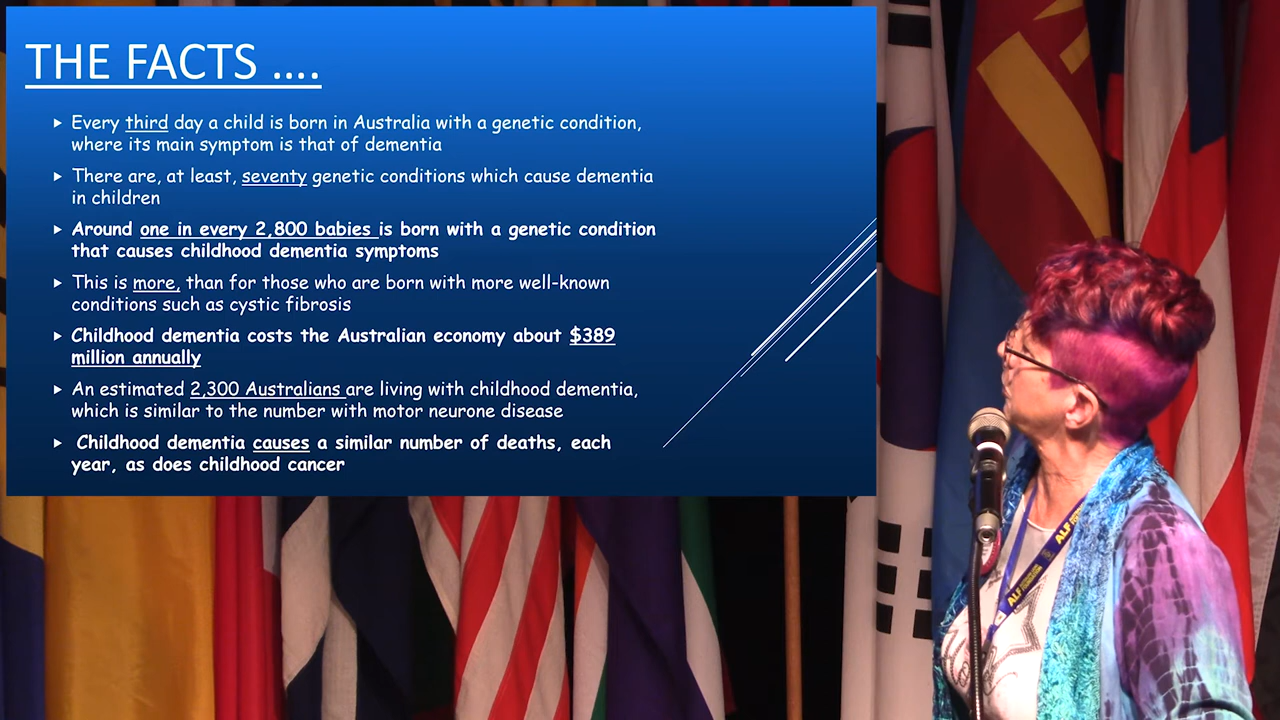 THE FACTS ....
Every third day a child is born in Australia with a genetic condition,
where its main symptom is that of dementia
There are, at least, seventy genetic conditions which cause dementia
in children
Around one in every 2,800 babies is born with a genetic condition
that causes childhood dementia symptoms
This is more, than for those who are born with more well-known
conditions such as cystic fibrosis
Childhood dementia costs the Australian economy about $389
million annually
An estimated 2,300 Australians are living with childhood dementia,
which is similar to the number with motor neurone disease
Childhood dementia causes a similar number of deaths, each
year, as does childhood cancer
ALF
ALF